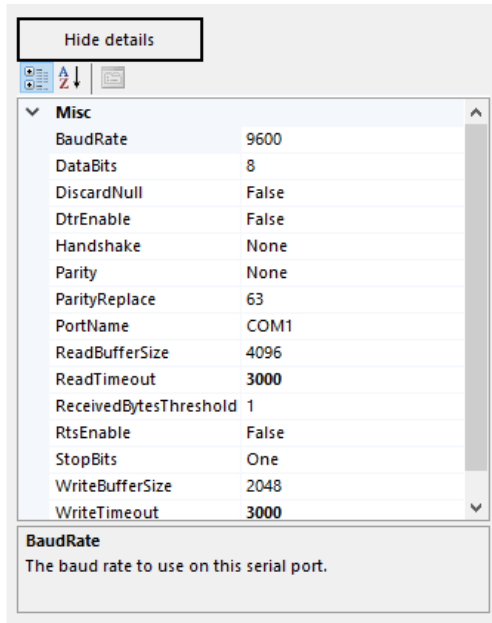 Hide details
Misc
BaudRate 9600
DataBits 8
DiscardNull False
DtrEnable False
Handshake None
Parity None
ParityReplace 63
PortName COM1
ReadBufferSize 4096
ReadTimeout 3000
ReceivedBytesThreshold 1
RtsEnable False
StopBits One
WriteBufferSize 2048
WriteTimeout 3000
BaudRate
The baud rate to use on this serial port.